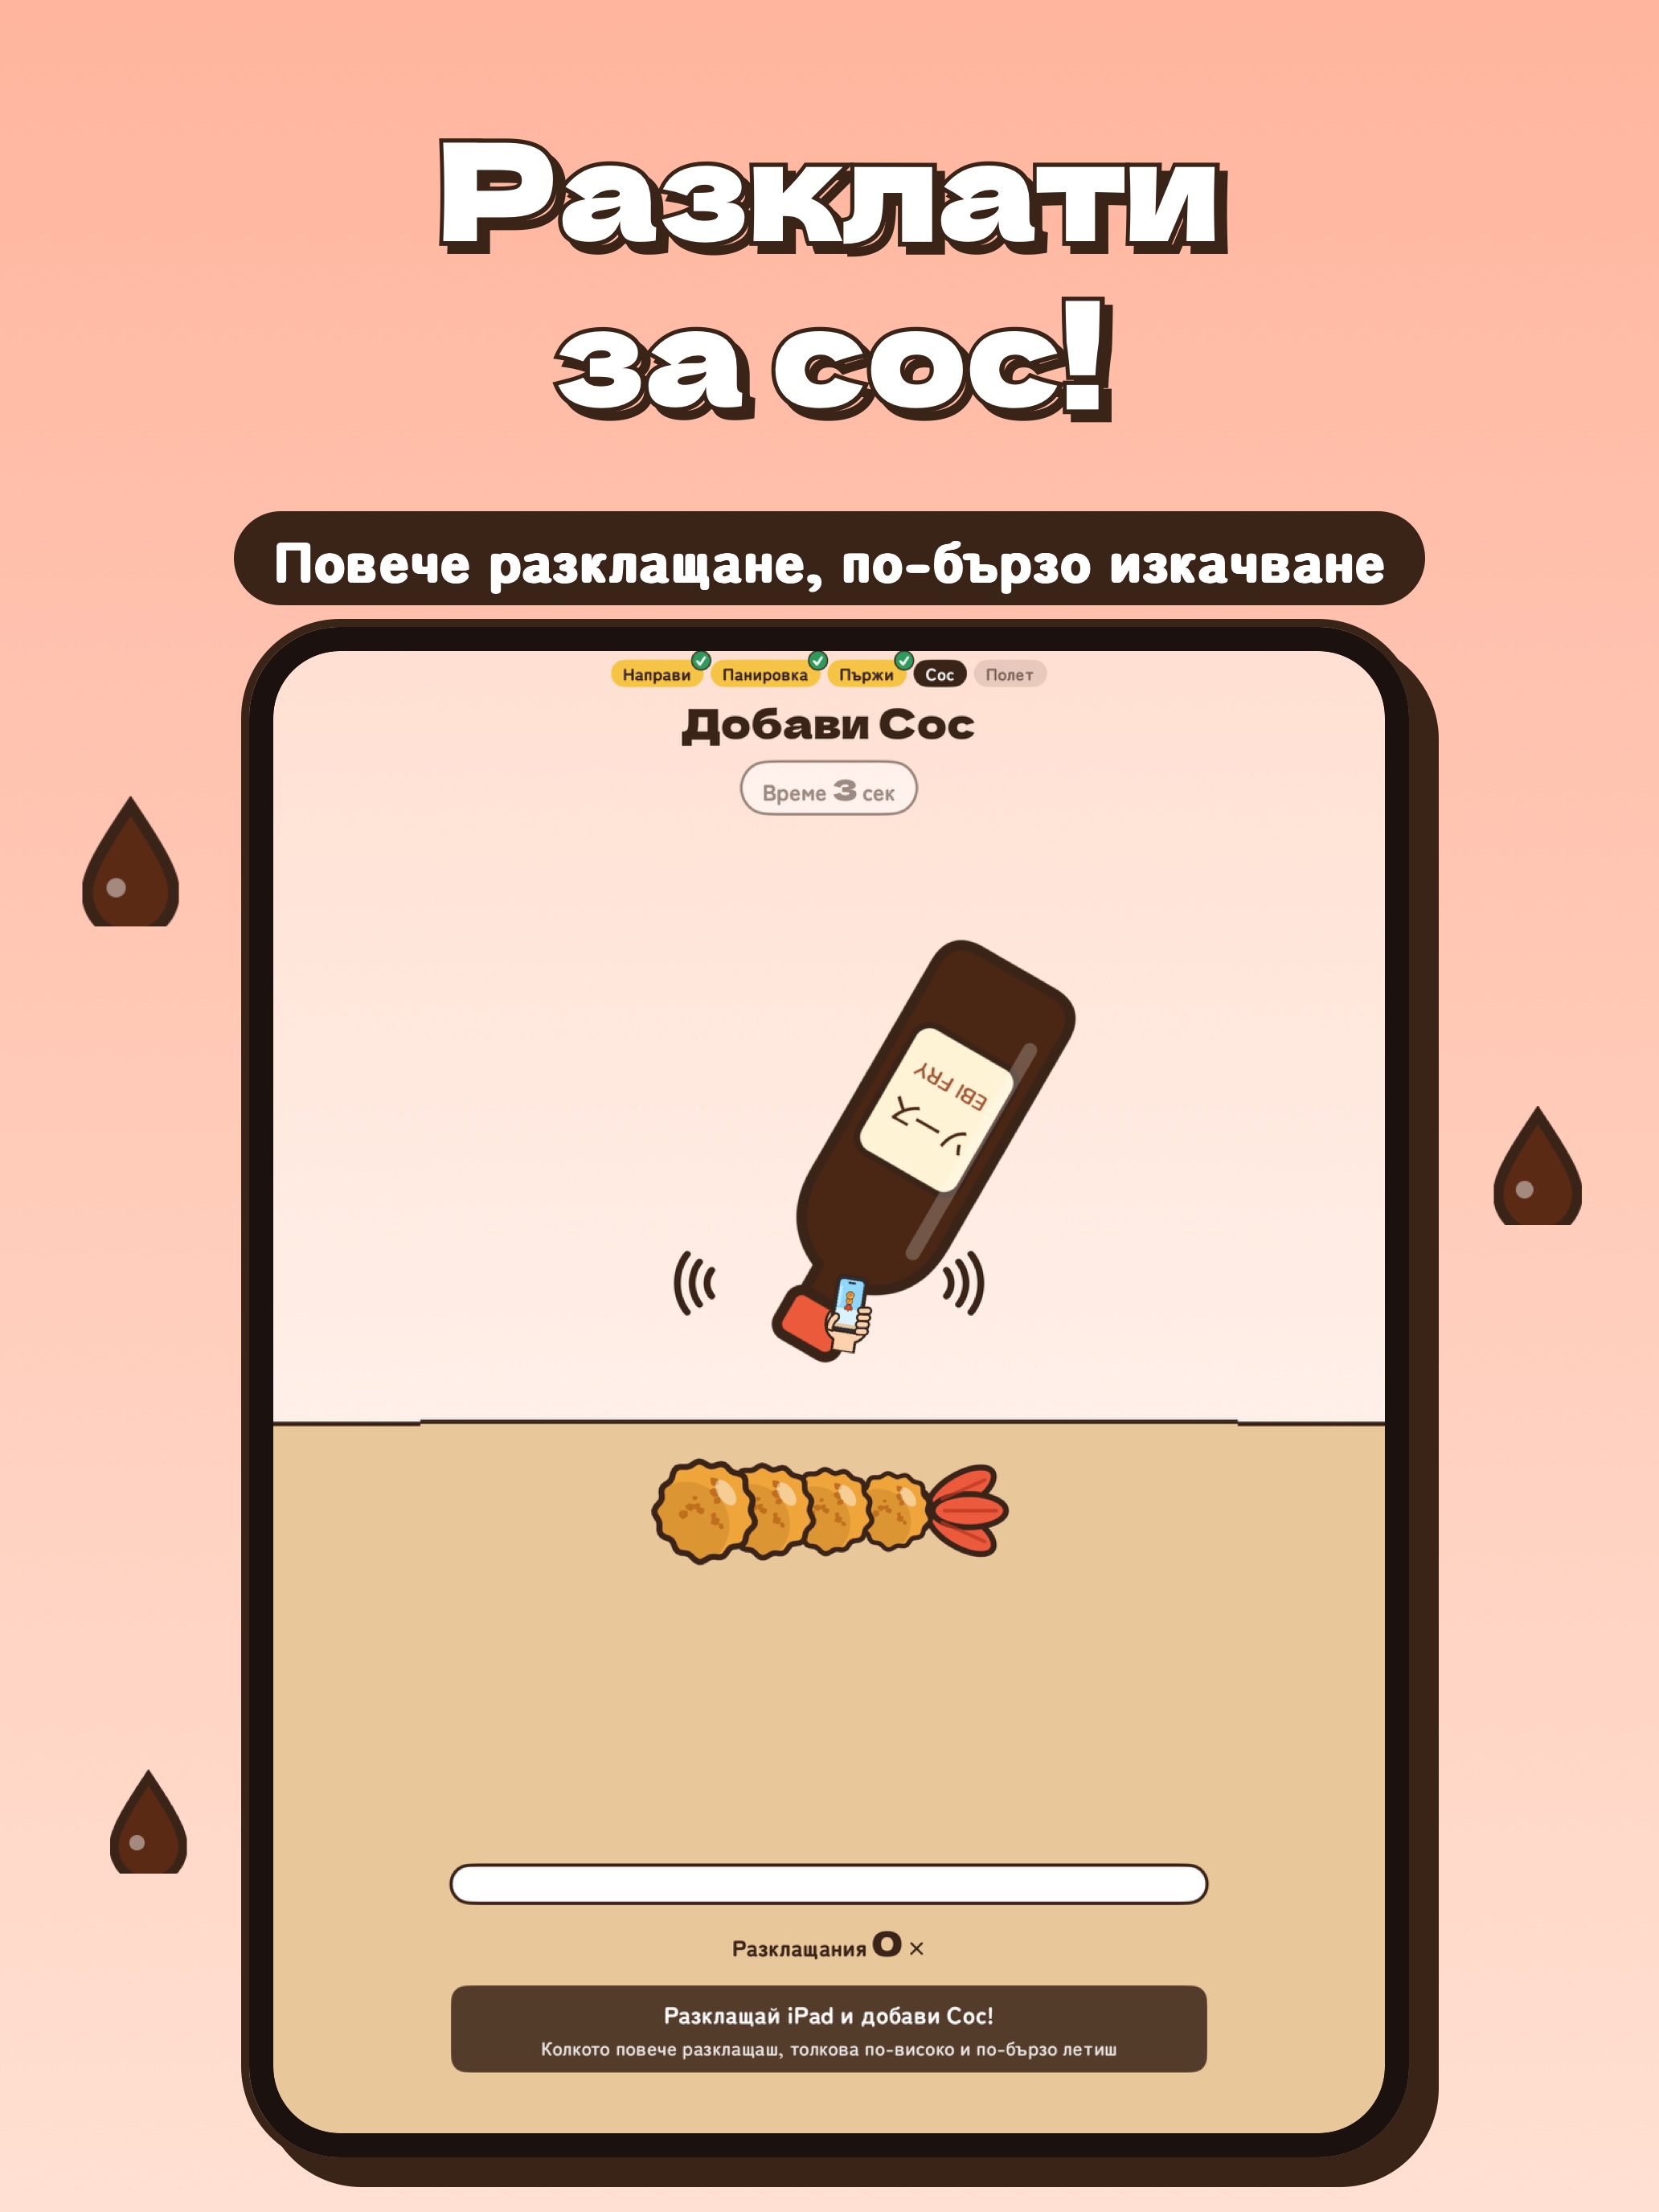 Разклати
за сос!
Повече разклащане, по-бързо изкачване
Направи Панировка Пържи Сос Полет
Добави Сос
Време 3 сек
ソース
EBI FRY
Разклащания 0 ×
Разклащай iPad и добави Сос!
Колкото повече разклащаш, толкова по-високо и по-бързо летиш